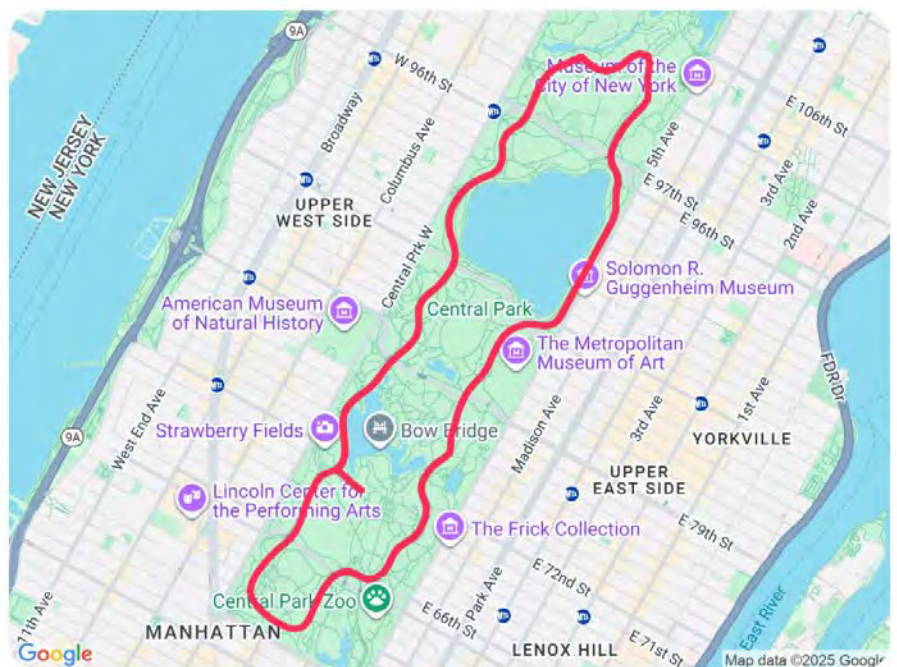 9A
W 96th St
Museum of the
City of New York
E 106th St
NEW JERSEY
NEW YORK
Broadway
Columbus Ave
5th Ave
3rd Ave
2nd Ave
E 97th St
E 96th St
UPPER
WEST SIDE
Central Prk W
Solomon R.
Guggenheim Museum
American Museum
of Natural History
Central Park
The Metropolitan
Museum of Art
FDR Dr
West End Ave
Madison Ave
3rd Ave
1st Ave
9A
Strawberry Fields
Bow Bridge
YORKVILLE
UPPER
EAST SIDE
Lincoln Center for
the Performing Arts
The Frick Collection
E 79th St
E 72nd St
Park Ave
Central Park Zoo
E 66th St
11th Ave
MANHATTAN
LENOX HILL
E 71st St
East River
Google
Map data ©2025 Google